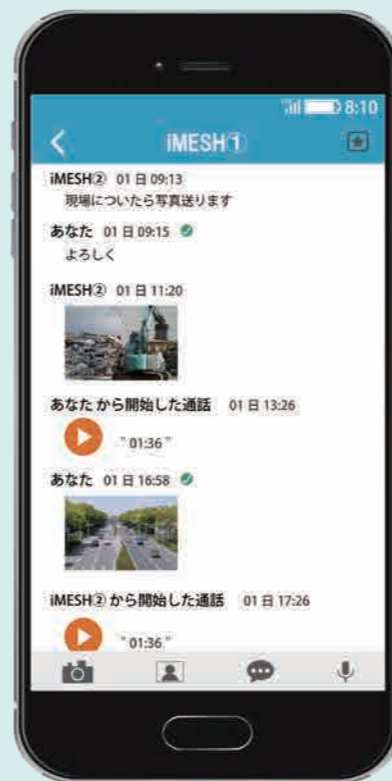 8:10
iMESH①
iMESH② 01 日 09:13
現場についたら写真送ります
あなた 01 日 09:15
よろしく
iMESH② 01 日 11:20
あなた から開始した通話 01 日 13:26
" 01:36 "
あなた 01 日 16:58
iMESH② から開始した通話 01 日 17:26
" 01:36 "